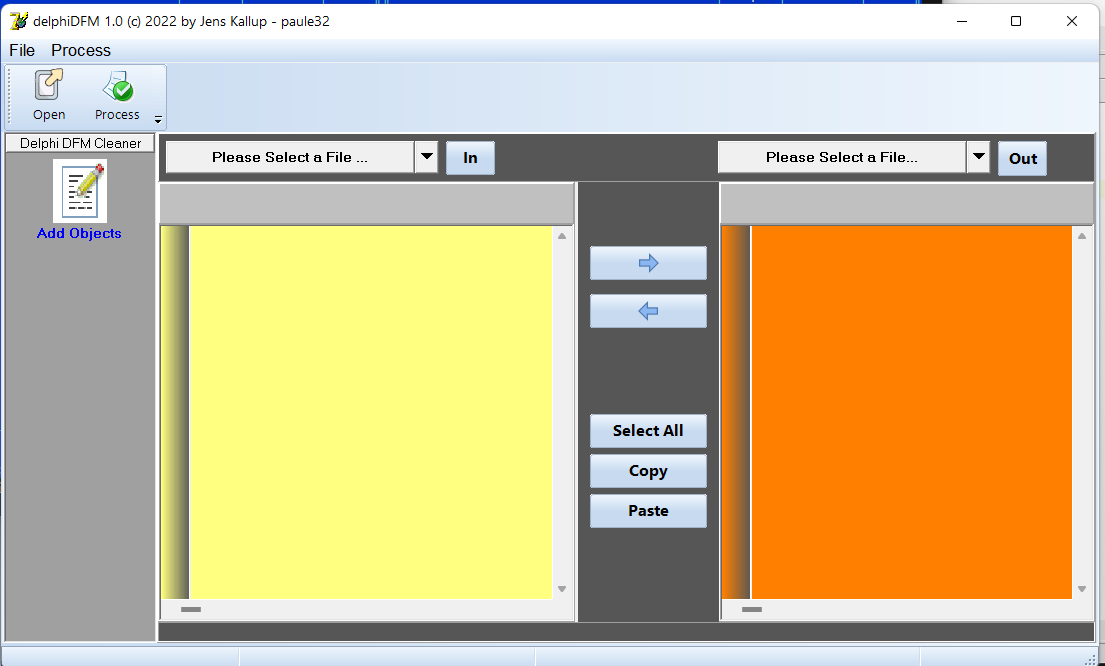 delphiDFM 1.0 (c) 2022 by Jens Kallup - paule32
File Process
Open Process
Delphi DFM Cleaner
Add Objects
Please Select a File ... In
Please Select a File... Out
Select All
Copy
Paste